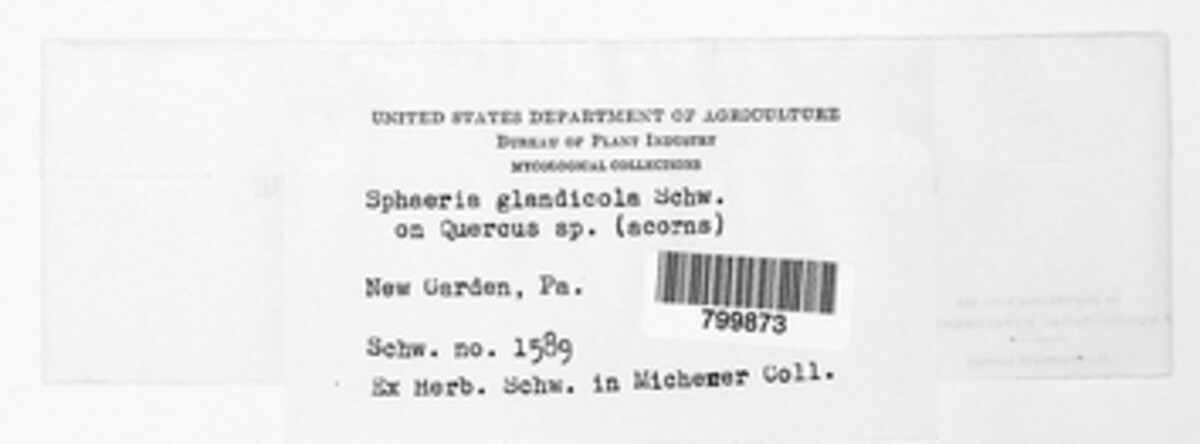 UNITED STATES DEPARTMENT OF AGRICULTURE
BUREAU OF PLANT INDUSTRY
MYCOLOGICAL COLLECTIONS
Sphaeria glandicola Schw.
on Quercus sp. (acorns)
New Garden, Pa.
799873
Schw. no. 1589
Ex Herb. Schw. in Michener Coll.